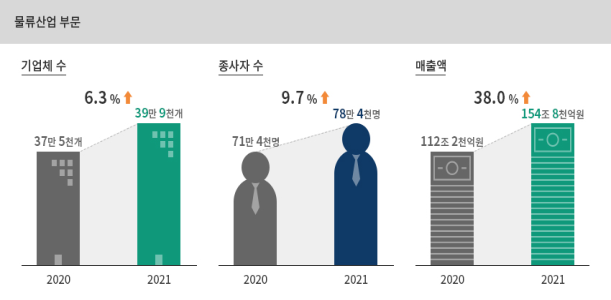 물류산업 부문
기업체 수
6.3 %
39만 9천개
37만 5천개
2020 2021
종사자 수
9.7 %
78만 4천명
71만 4천명
2020 2021
매출액
38.0 %
154조 8천억원
112조 2천억원
2020 2021